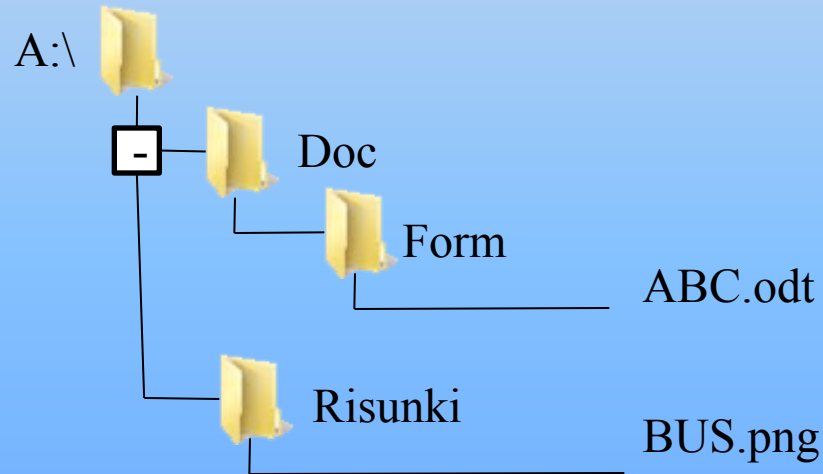 A:\
-
Doc
Form
ABC.odt
Risunki
BUS.png